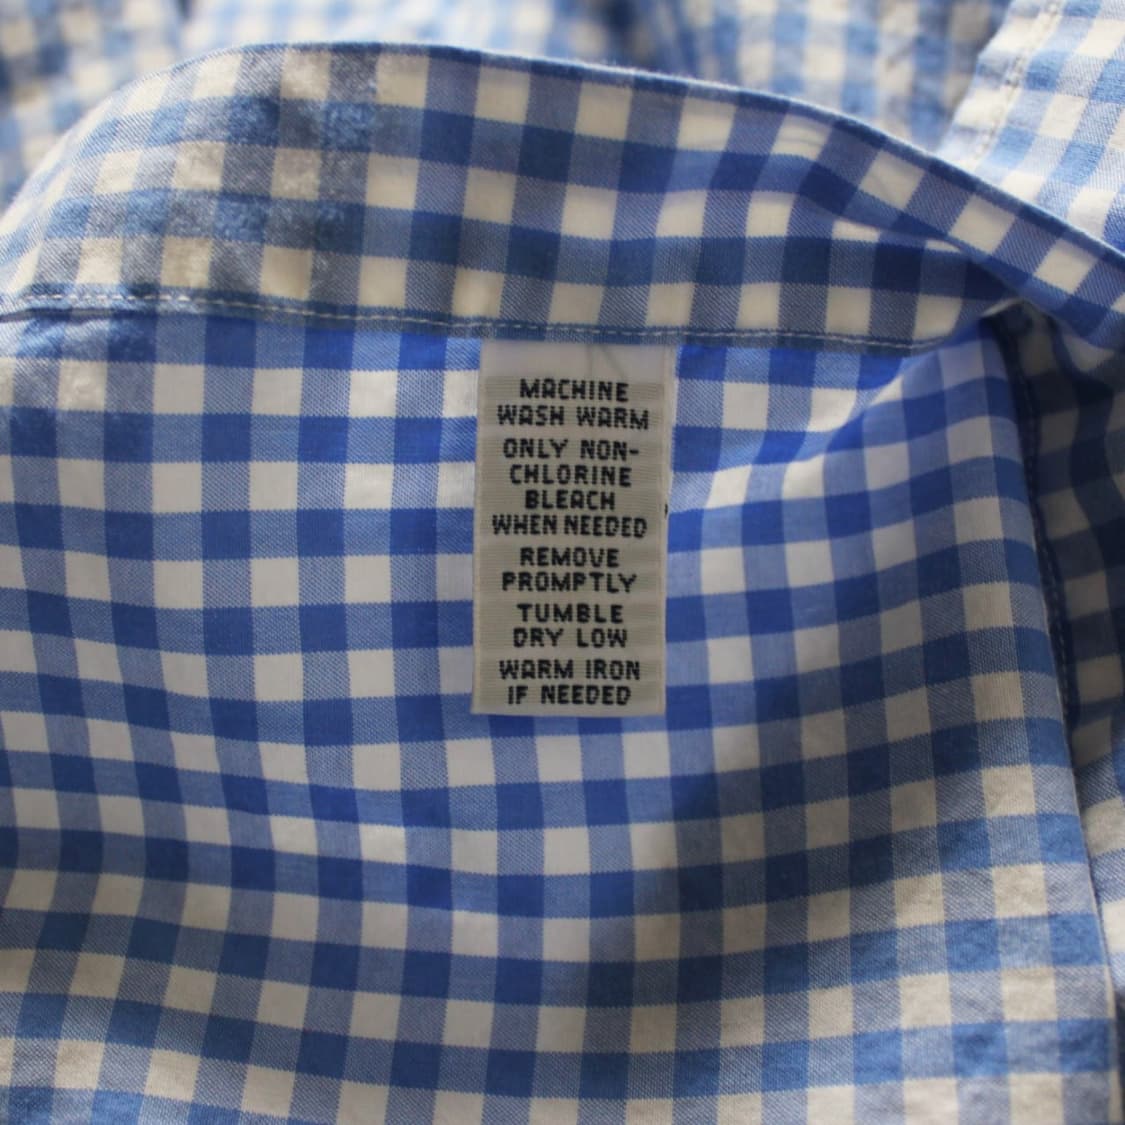 MACHINE
WASH WARM
ONLY NON-
CHLORINE
BLEACH
WHEN NEEDED
REMOVE
PROMPTLY
TUMBLE
DRY LOW
WARM IRON
IF NEEDED